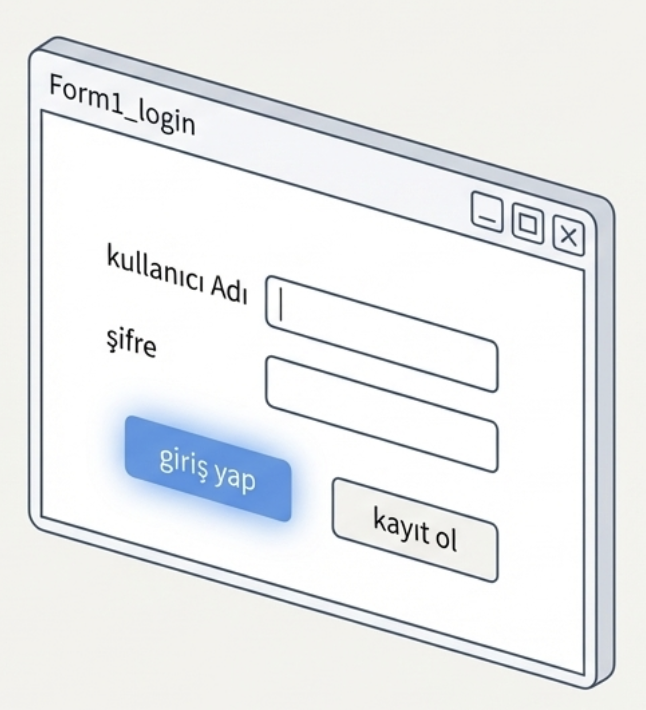 Form1_login
kullanıcı Adı
şifre
giriş yap
kayıt ol